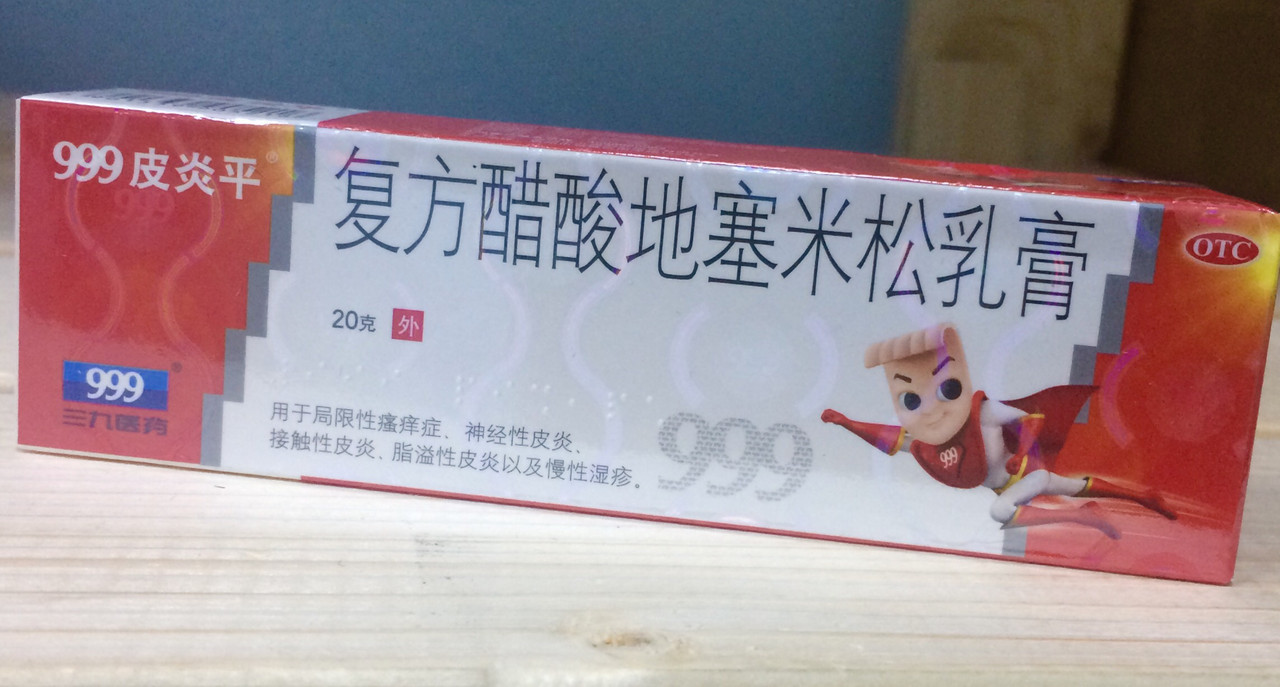 999皮炎平®
复方醋酸地塞米松乳膏
OTC
20克 外
999®
三九医药
用于局限性瘙痒症、神经性皮炎、
接触性皮炎、脂溢性皮炎以及慢性湿疹。
999
999